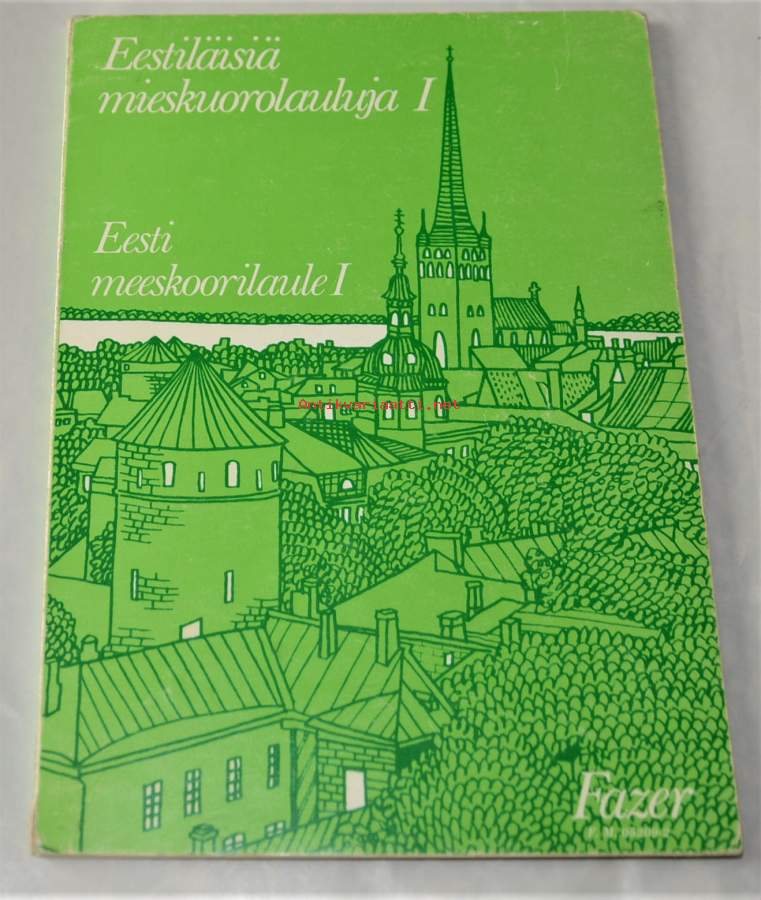 Eestiläisiä
mieskuorolauluja I
Eesti
meeskoorilaule I
Antikvariaatti.net
Fazer
F. M.